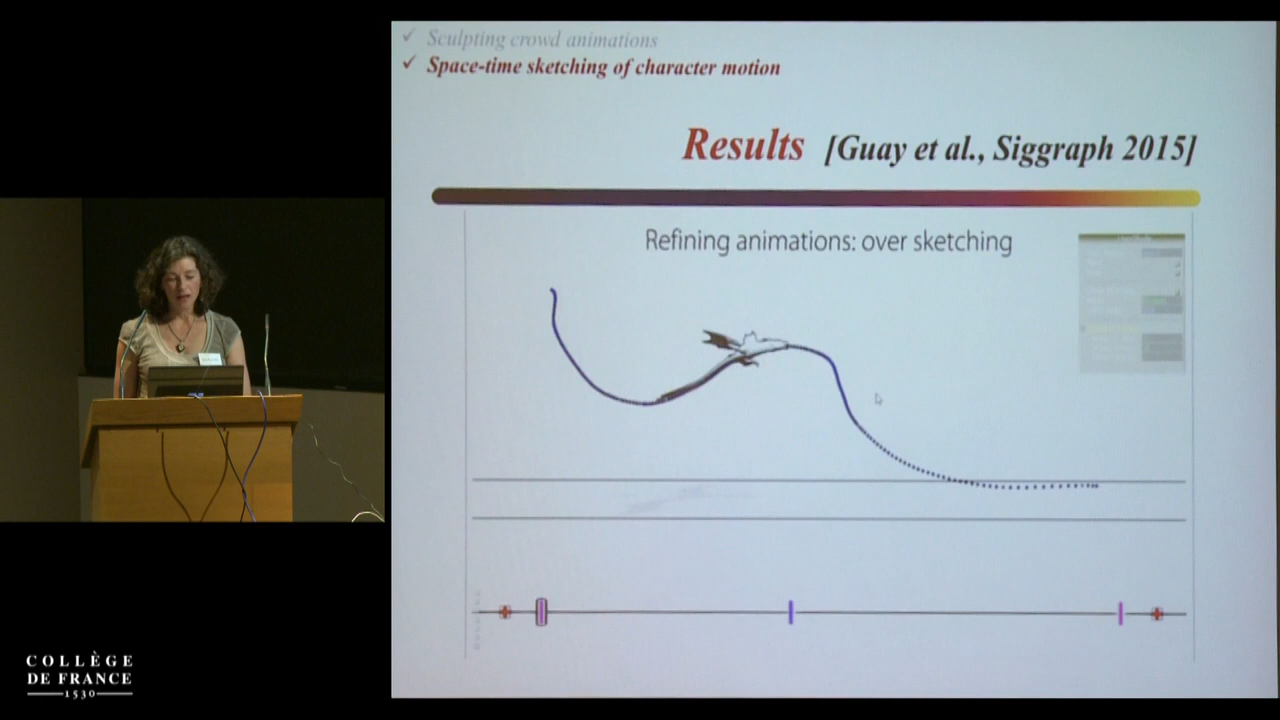 ✓ Sculpting crowd animations
✓ Space-time sketching of character motion
Results [Guay et al., Siggraph 2015]
Refining animations: over sketching
COLLÈGE
DE FRANCE
1530